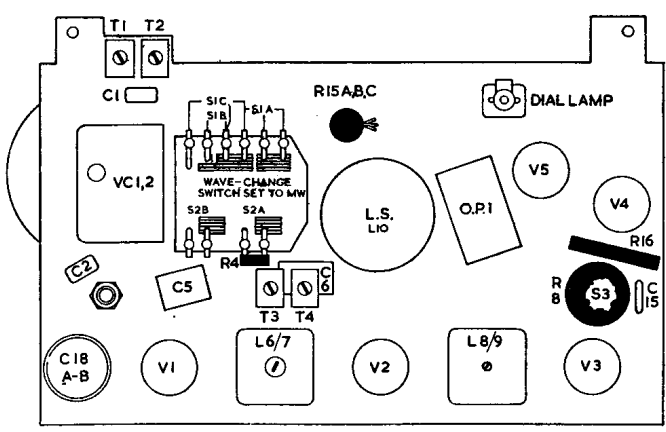 T1 T2
C1
S1C
S1B
S1A
R15A,B,C
DIAL LAMP
VC1,2
WAVE-CHANGE
SWITCH SET TO MW
S2B
S2A
L.S.
L10
O.P.1
V5
V4
R16
C2
C5
R4
C
6
T3 T4
R
8
S3
C
15
C18
A-B
V1
L6/7
V2
L8/9
V3